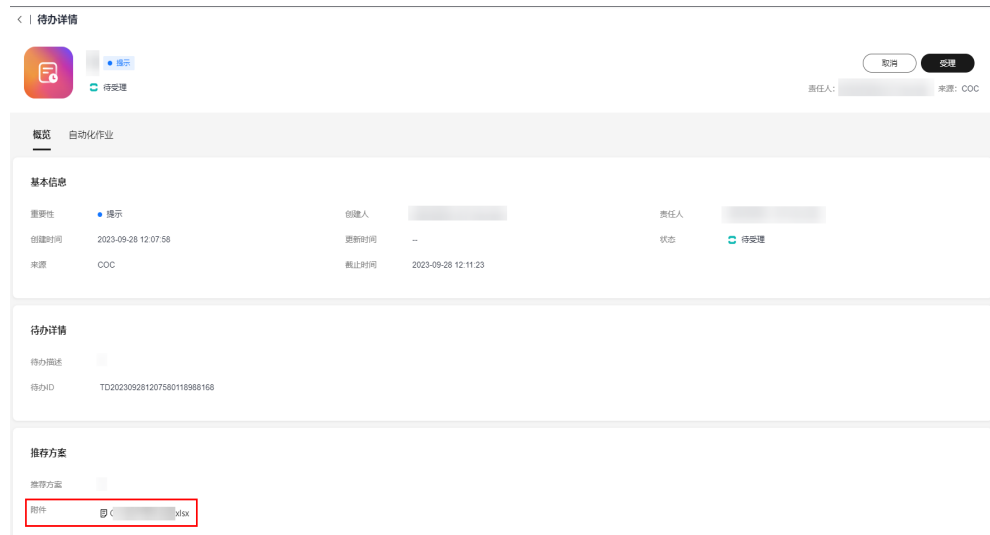 < | 待办详情
提示
待受理
取消 受理
责任人： 来源：COC
概览 自动化作业
基本信息
重要性 提示 创建人 责任人
创建时间 2023-09-28 12:07:58 更新时间 -- 状态 待受理
来源 COC 截止时间 2023-09-28 12:11:23
待办详情
待办描述
待办ID TD202309281207580118988168
推荐方案
推荐方案
附件 xlsx